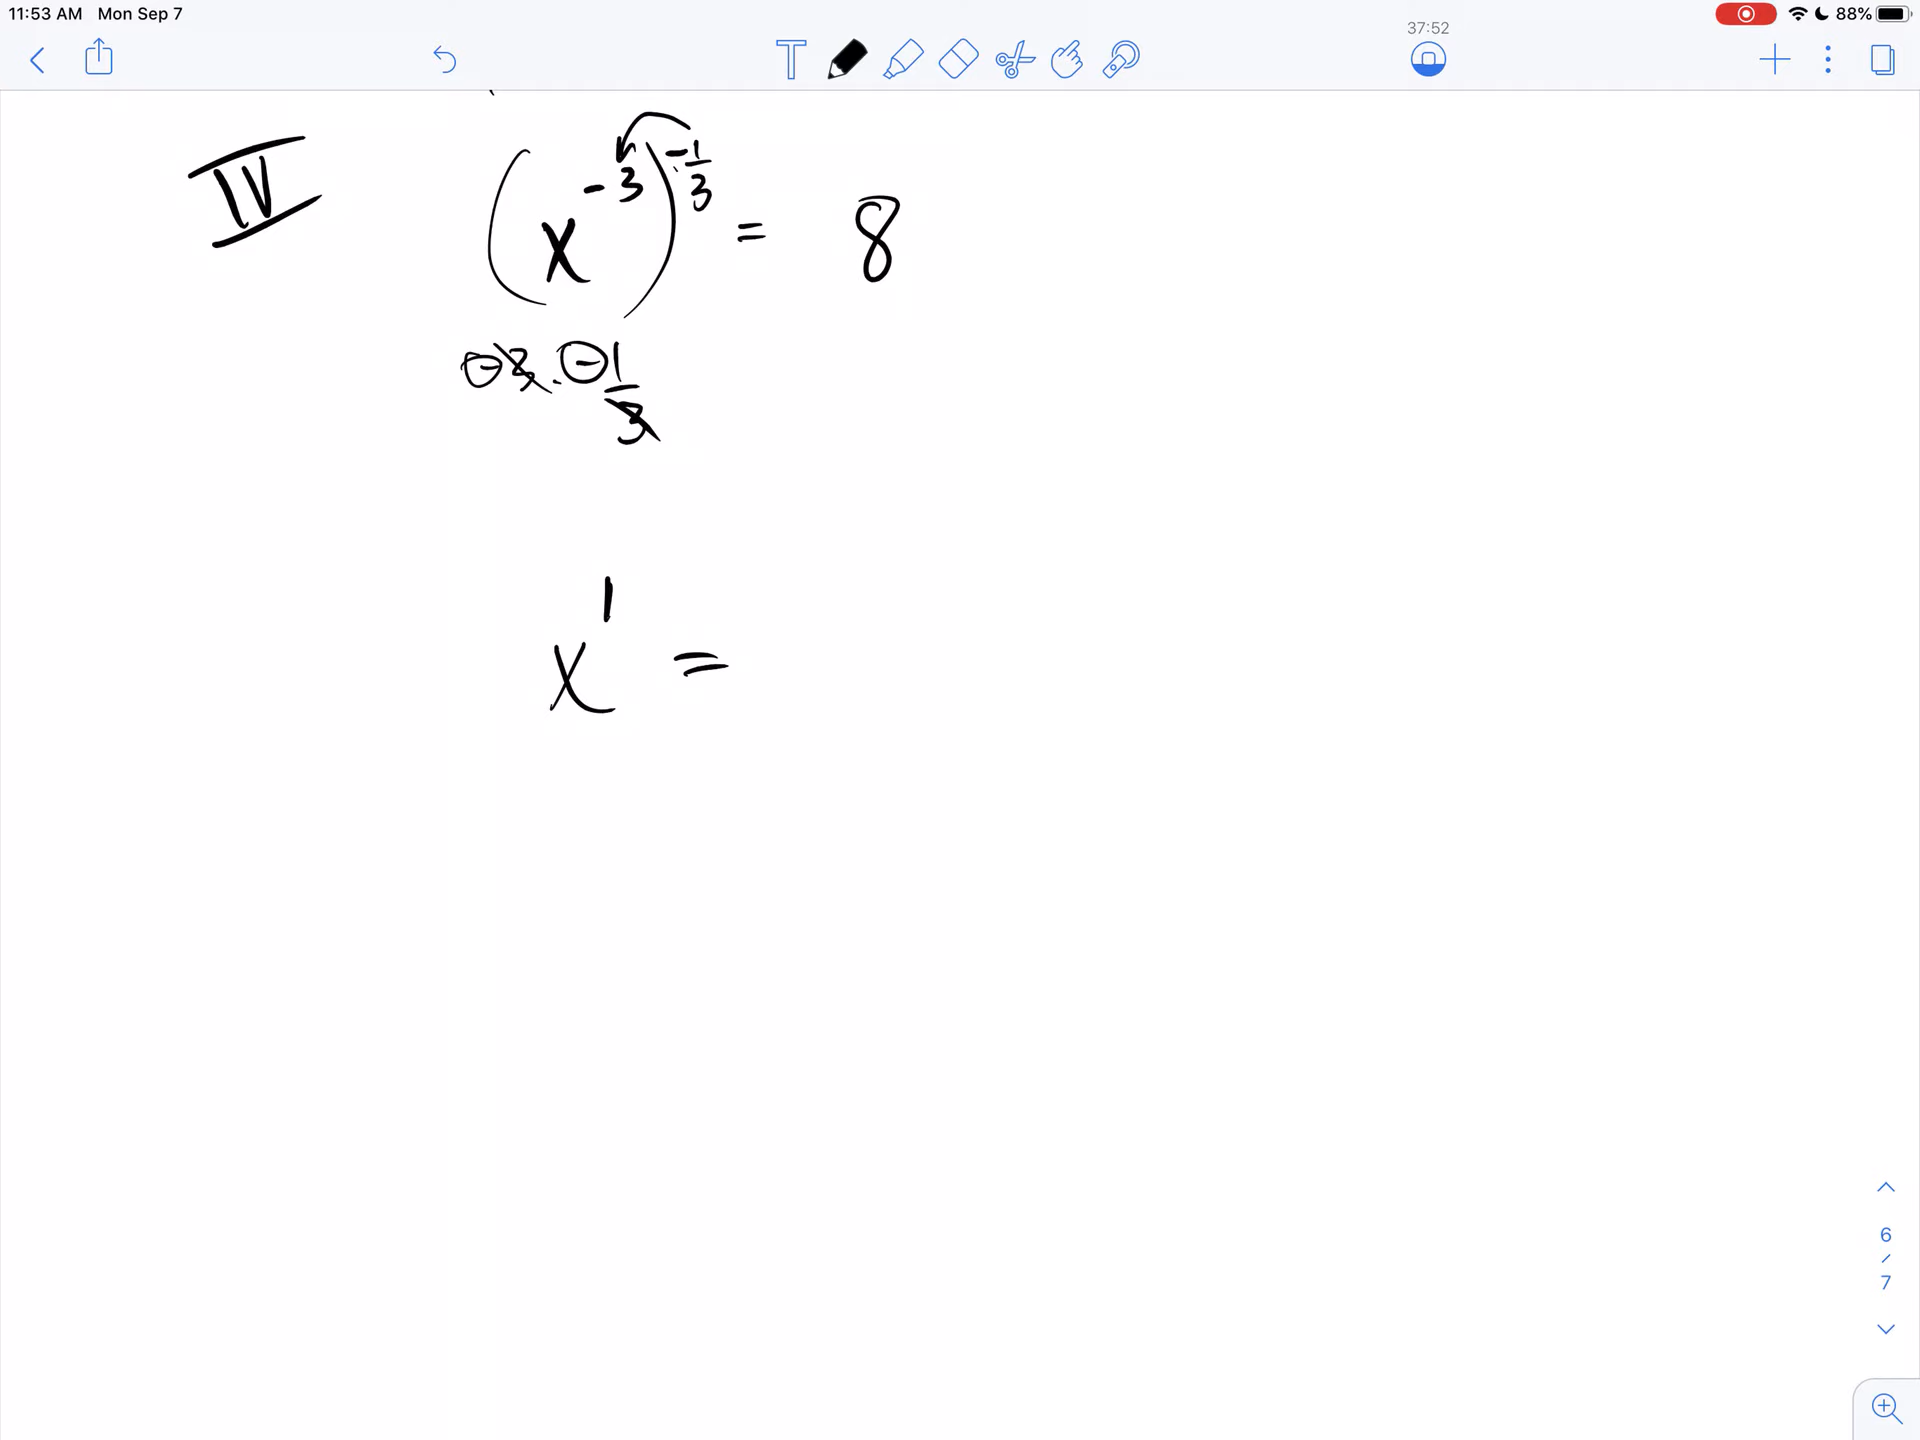 11:53 AM Mon Sep 7
88%
37:52
T
IV (x^-3)^-1/3 = 8
-3 · -1/3
x^1 =
6
/
7